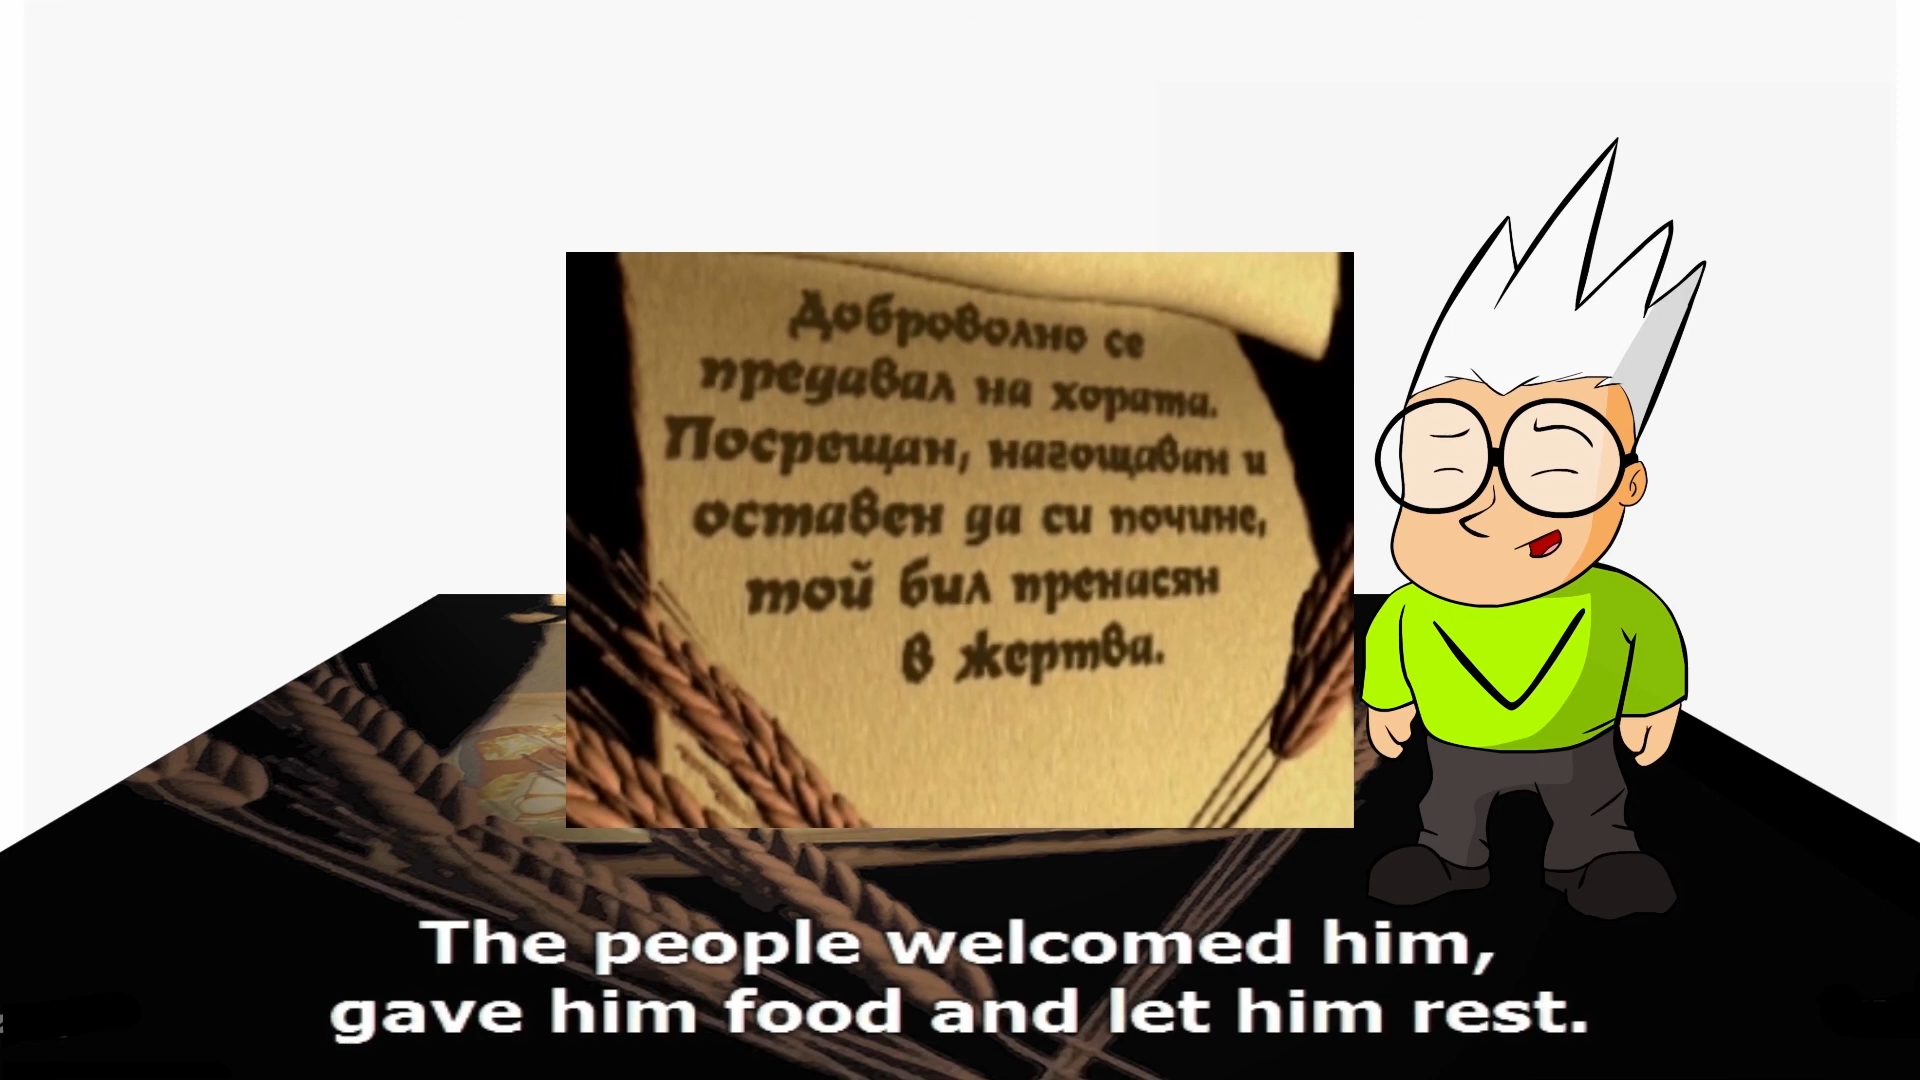 Доброволно се
предавал на хората.
Посрещан, нагощаван и
оставен да си почине,
той бил пренасян
в жертва.
The people welcomed him,
gave him food and let him rest.